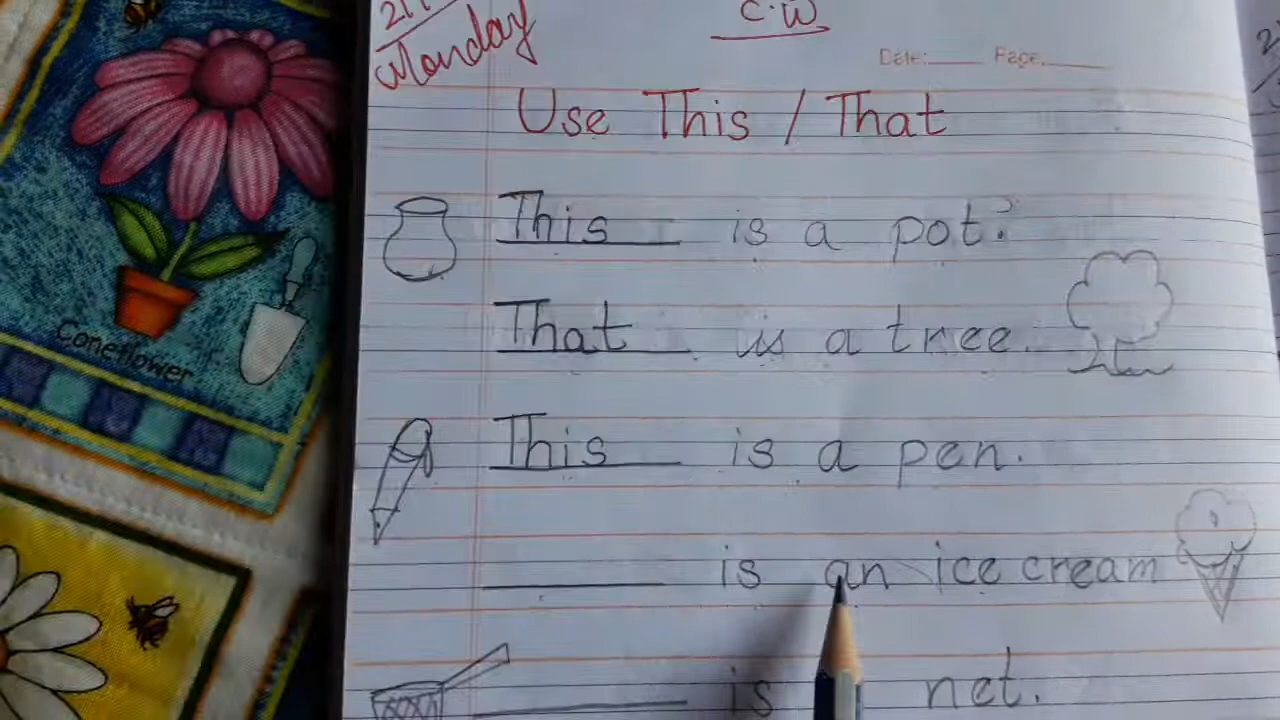 C.W
Monday
Date: Page
Use This / That
This is a pot.
That is a tree.
This is a pen.
is an ice cream
is net.
Coneflower